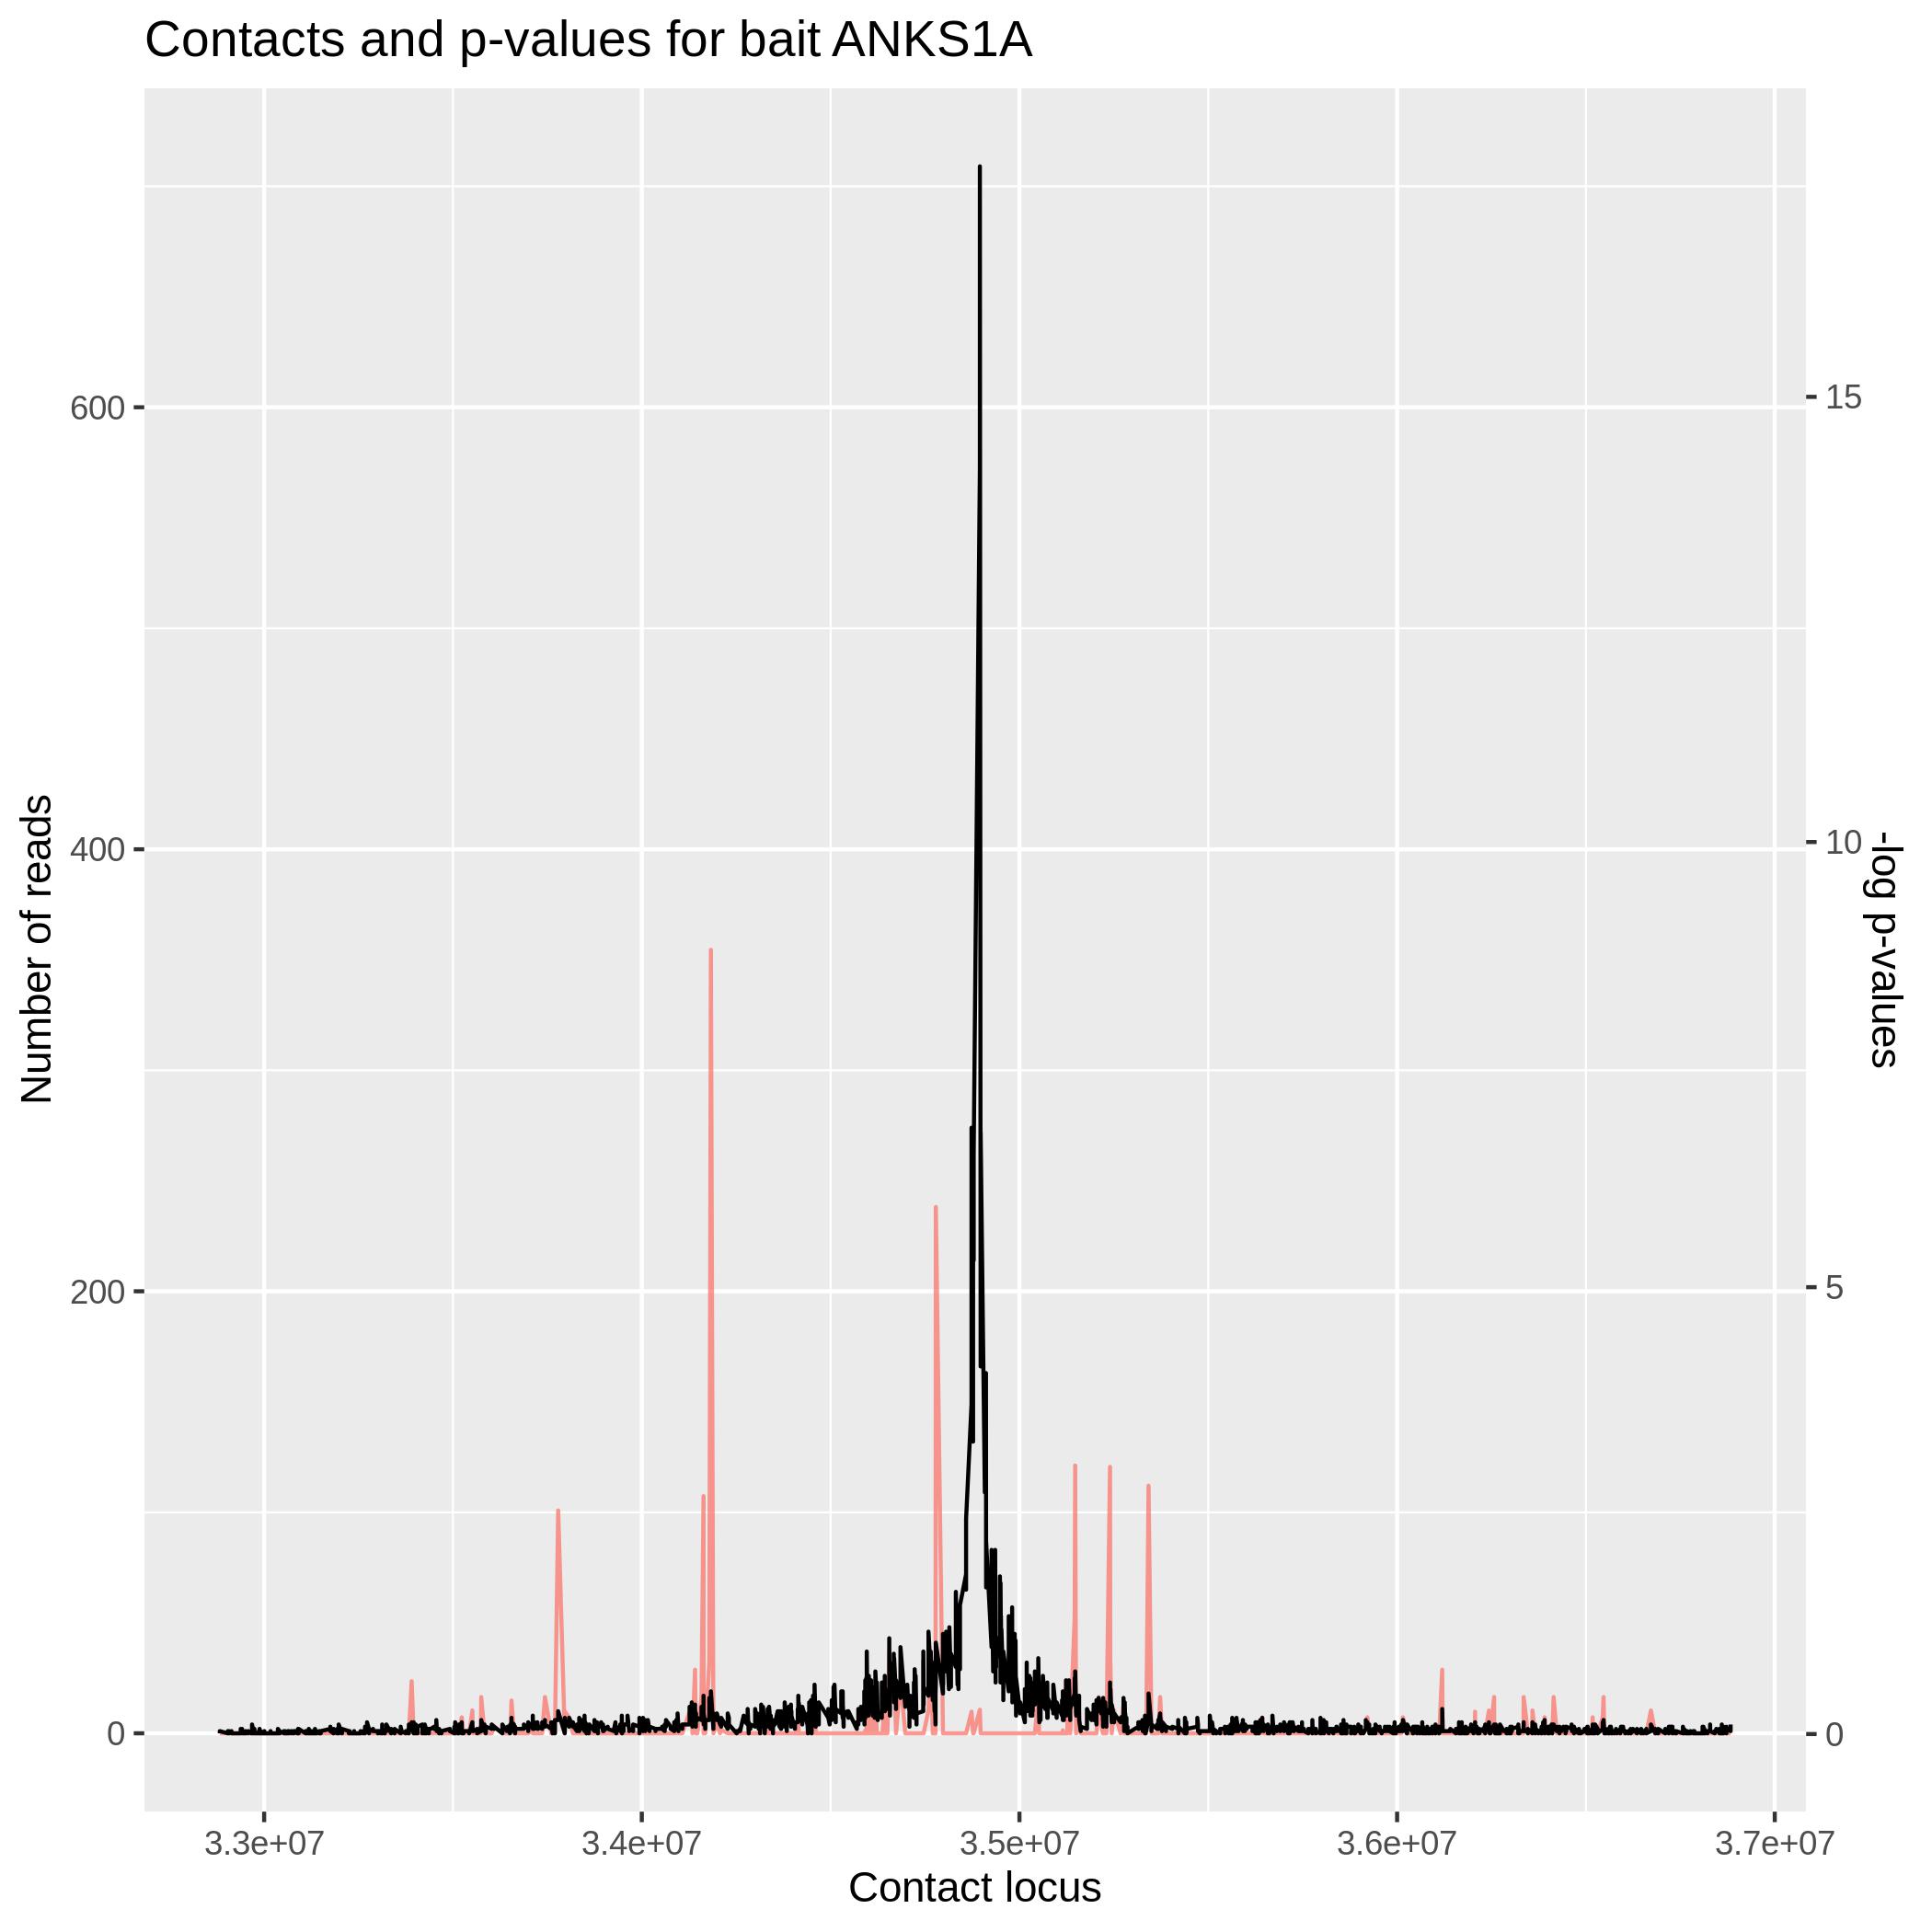 Contacts and p-values for bait ANKS1A
600
400
200
0
Number of reads
15
10
5
0
-log p-values
3.3e+07 3.4e+07 3.5e+07 3.6e+07 3.7e+07
Contact locus